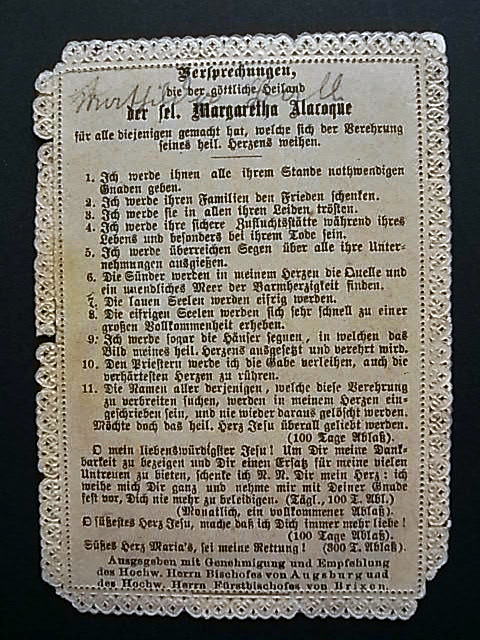 Versprechungen,
die der göttliche Heiland
der sel. Margaretha Alacoque
für alle diejenigen gemacht hat, welche sich der Verehrung
seines heil. Herzens weihen.
1. Ich werde ihnen alle ihrem Stande nothwendigen
Gnaden geben.
2. Ich werde ihren Familien den Frieden schenken.
3. Ich werde sie in allen ihren Leiden trösten.
4. Ich werde ihre sichere Zufluchtsstätte während ihres
Lebens und besonders bei ihrem Tode sein.
5. Ich werde überreichen Segen über alle ihre Unter-
nehmungen ausgießen.
6. Die Sünder werden in meinem Herzen die Quelle und
ein unendliches Meer der Barmherzigkeit finden.
7. Die lauen Seelen werden eifrig werden.
8. Die eifrigen Seelen werden sich sehr schnell zu einer
großen Vollkommenheit erheben.
9. Ich werde sogar die Häuser segnen, in welchen das
Bild meines heil. Herzens ausgesetzt und verehrt wird.
10. Den Priestern werde ich die Gabe verleihen, auch die
verhärtesten Herzen zu rühren.
11. Die Namen aller derjenigen, welche diese Verehrung
zu verbreiten suchen, werden in meinem Herzen ein-
geschrieben sein, und nie wieder daraus gelöscht werden.
Möchte doch das heil. Herz Jesu überall geliebt werden.
(100 Tage Ablaß).
O mein liebenswürdigster Jesu! Um Dir meine Dank-
barkeit zu bezeigen und Dir einen Ersatz für meine vielen
Untreuen zu bieten, schenke ich N. N. Dir mein Herz: ich
weihe mich Dir ganz und nehme mir mit Deiner Gnade
fest vor, Dich nie mehr zu beleidigen. (Tägl. 100 T. Abl.)
(Monatlich, ein vollkommener Ablaß).
O süßestes Herz Jesu, mache daß ich Dich immer mehr liebe!
(100 Tage Ablaß).
Süßes Herz Maria's, sei meine Rettung! (300 T. Ablaß).
Ausgegeben mit Genehmigung und Empfehlung
des Hochw. Herrn Bischofes von Augsburg und
des Hochw. Herrn Fürstbischofes von Brixen.